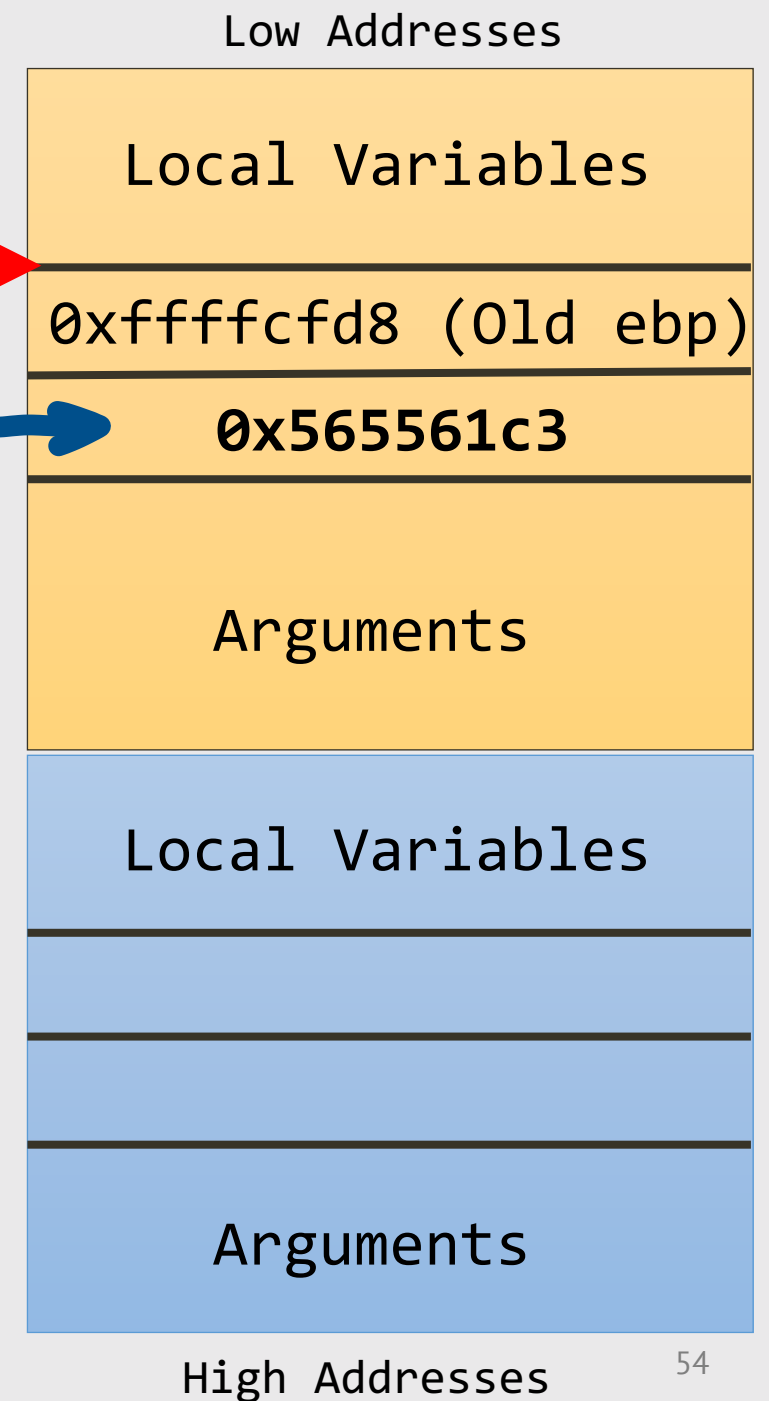 Low Addresses
Local Variables
0xffffcfd8 (Old ebp)
0x565561c3
Arguments
Local Variables
Arguments
54
High Addresses